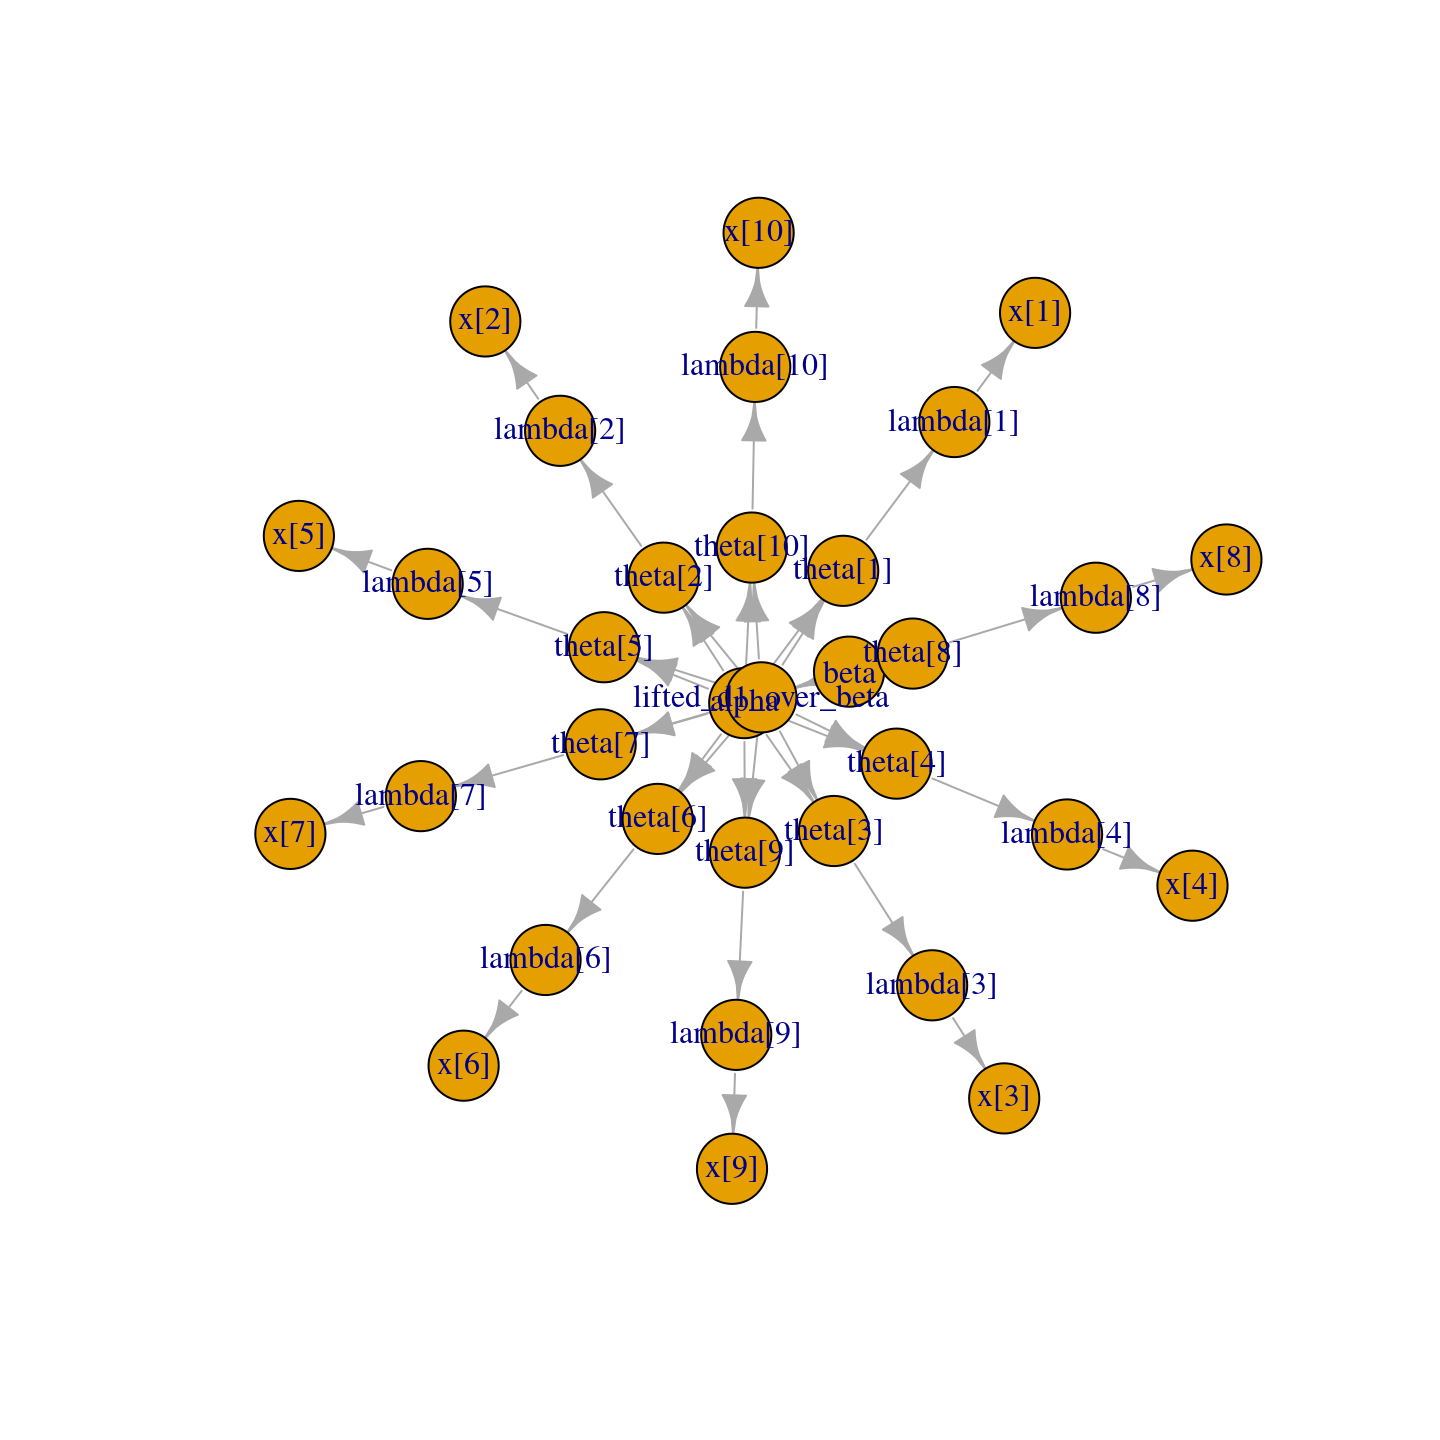 x[10]
x[1]
x[2]
lambda[10]
lambda[1]
lambda[2]
x[5]
theta[10]
x[8]
theta[1]
theta[2]
lambda[5]
lambda[8]
theta[5]
theta[8]
beta
lifted_d1_over_beta
alpha
theta[7]
theta[4]
lambda[7]
theta[6]
x[7]
theta[3]
lambda[4]
theta[9]
x[4]
lambda[6]
lambda[3]
lambda[9]
x[6]
x[3]
x[9]